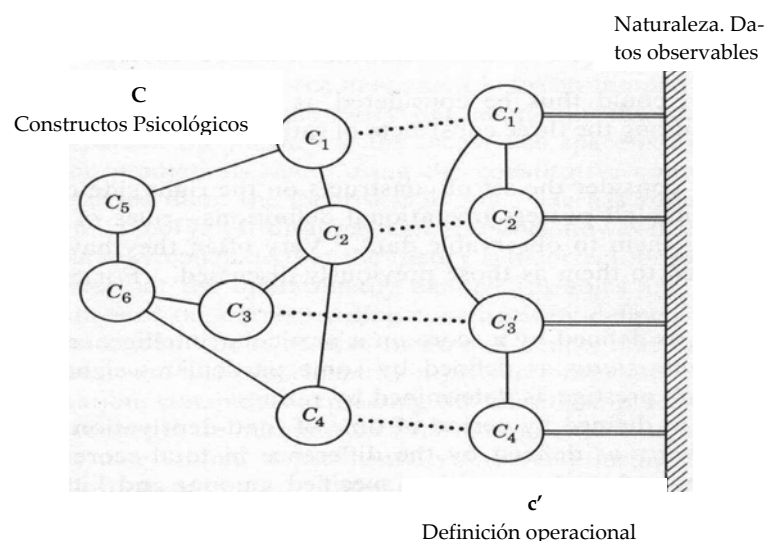 Naturaleza. Da-
tos observables
C
Constructos Psicológicos
C₁
C₁'
C₅
C₂
C₂'
C₆
C₃
C₃'
C₄
C₄'
c'
Definición operacional